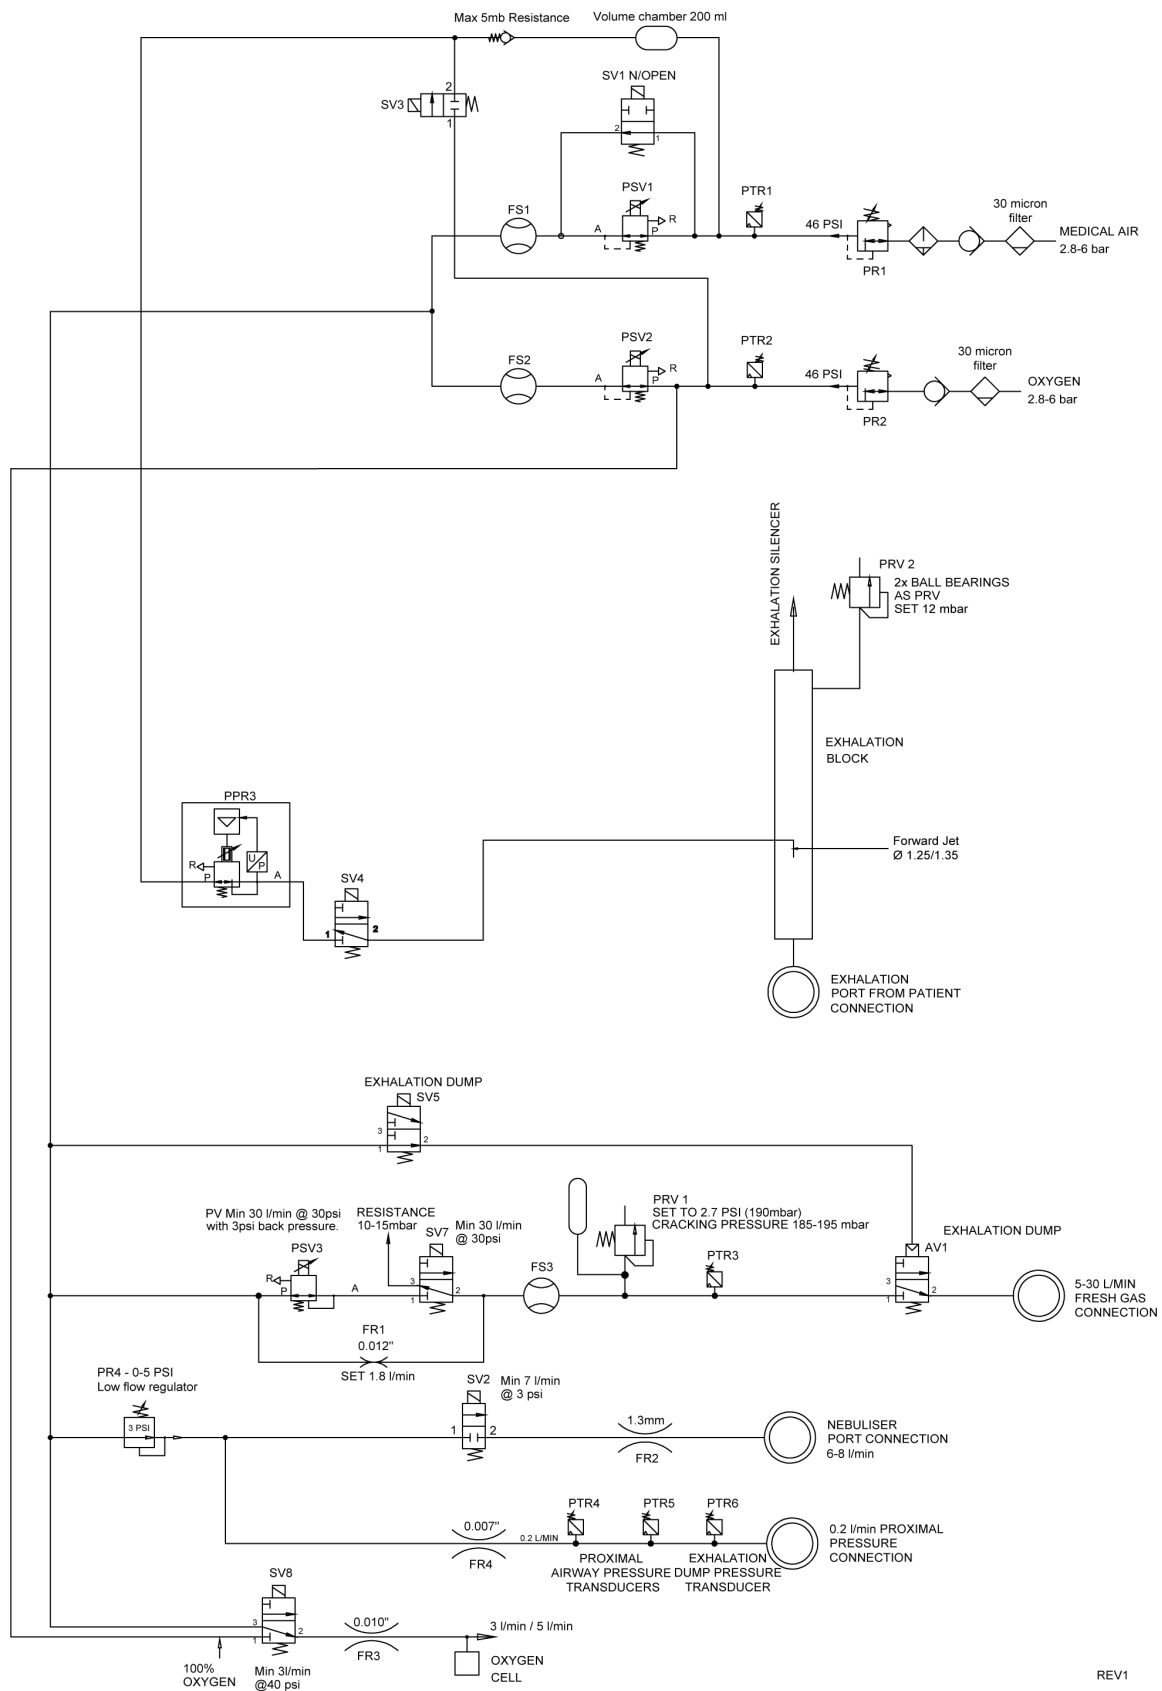 Max 5mb Resistance
Volume chamber 200 ml
SV1 N/OPEN
2
SV3
1
2
1
PSV1
PTR1
FS1
R
30 micron
filter
A
P
46 PSI
MEDICAL AIR
2.8-6 bar
PR1
PSV2
PTR2
FS2
R
30 micron
filter
A
P
46 PSI
OXYGEN
2.8-6 bar
PR2
EXHALATION SILENCER
PRV 2
2x BALL BEARINGS
AS PRV
SET 12 mbar
EXHALATION
BLOCK
PPR3
Forward Jet
Ø 1.25/1.35
R
U
P
P
A
SV4
1
2
EXHALATION
PORT FROM PATIENT
CONNECTION
EXHALATION DUMP
SV5
3
1
2
PV Min 30 l/min @ 30psi
with 3psi back pressure.
RESISTANCE
10-15mbar
SV7
Min 30 l/min
@ 30psi
PRV 1
SET TO 2.7 PSI (190mbar)
CRACKING PRESSURE 185-195 mbar
EXHALATION DUMP
AV1
PSV3
R
P
A
3
1
2
FS3
PTR3
3
1
2
5-30 L/MIN
FRESH GAS
CONNECTION
FR1
0.012"
SET 1.8 l/min
PR4 - 0-5 PSI
Low flow regulator
3 PSI
SV2
Min 7 l/min
@ 3 psi
1
2
1.3mm
FR2
NEBULISER
PORT CONNECTION
6-8 l/min
0.007"
FR4
0.2 L/MIN
PTR4
PTR5
PTR6
PROXIMAL
AIRWAY PRESSURE
TRANSDUCERS
EXHALATION
DUMP PRESSURE
TRANSDUCER
0.2 l/min PROXIMAL
PRESSURE
CONNECTION
SV8
3
1
2
0.010"
FR3
3 l/min / 5 l/min
100%
OXYGEN
Min 3l/min
@40 psi
OXYGEN
CELL
REV1